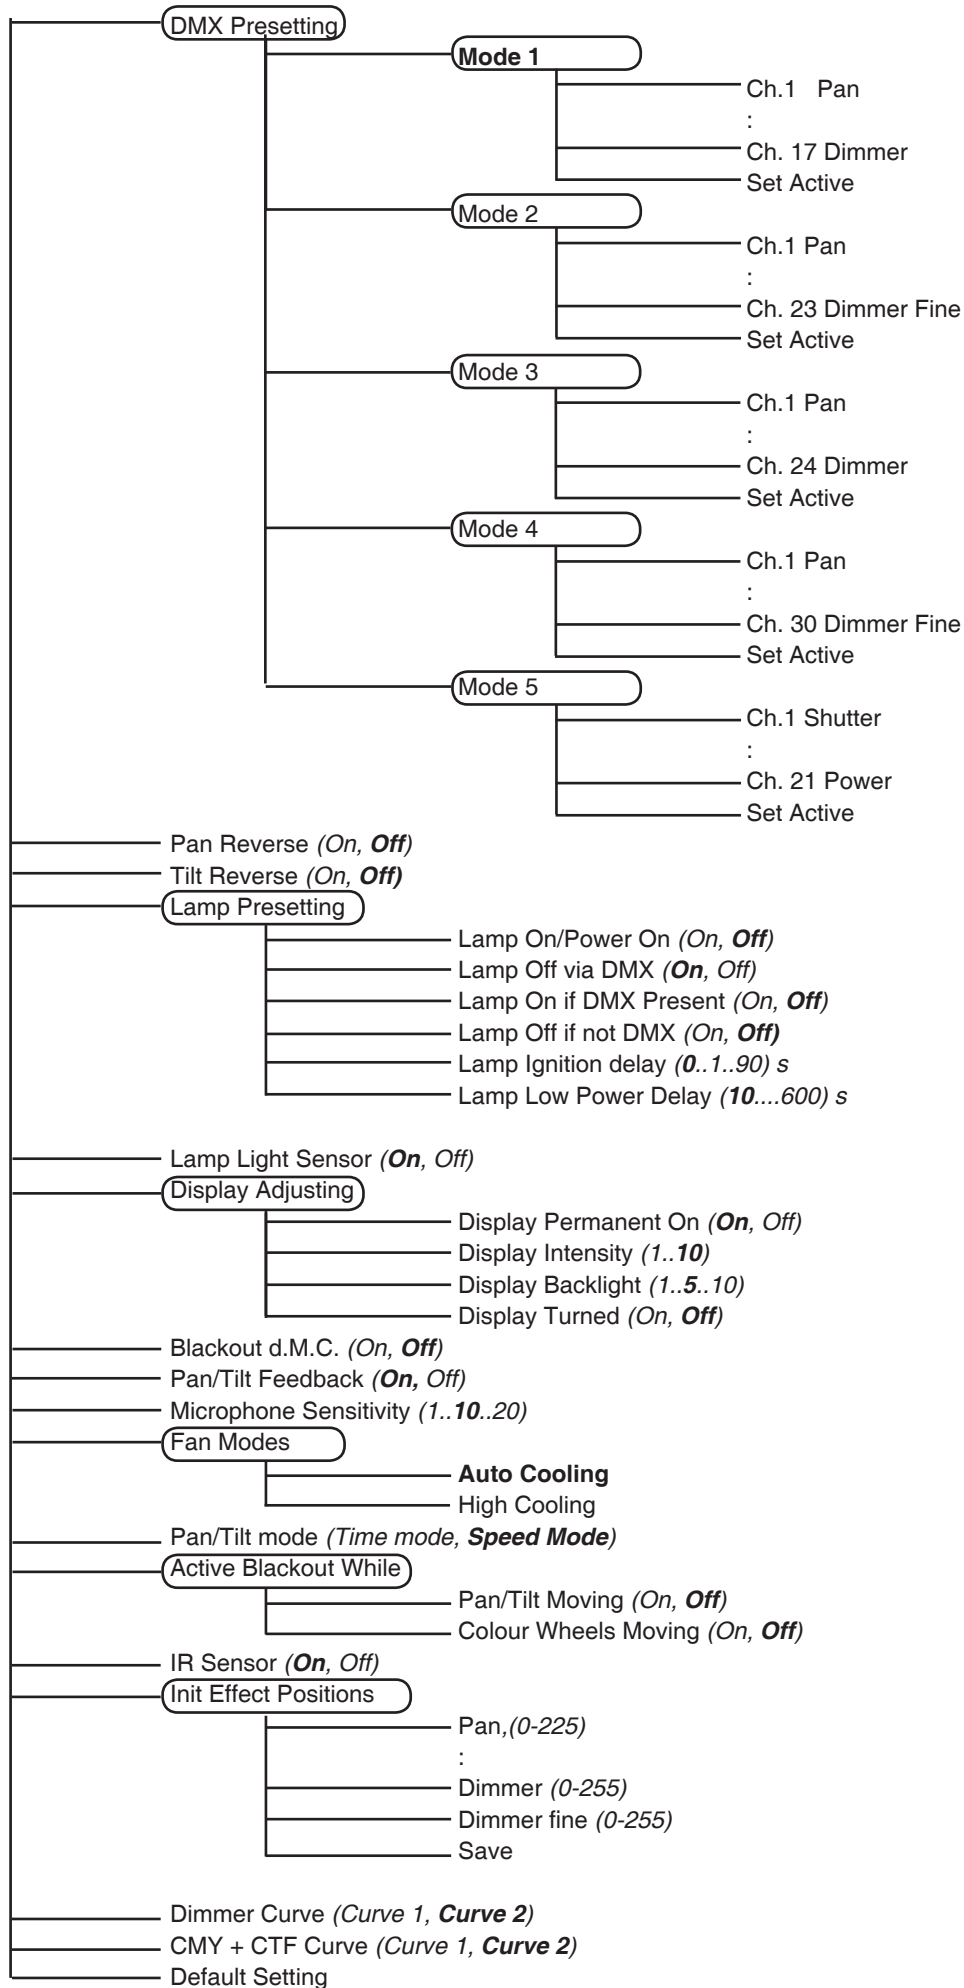 DMX Presetting
Mode 1
Ch.1 Pan
:
Ch. 17 Dimmer
Set Active
Mode 2
Ch.1 Pan
:
Ch. 23 Dimmer Fine
Set Active
Mode 3
Ch.1 Pan
:
Ch. 24 Dimmer
Set Active
Mode 4
Ch.1 Pan
:
Ch. 30 Dimmer Fine
Set Active
Mode 5
Ch.1 Shutter
:
Ch. 21 Power
Set Active
Pan Reverse (On, Off)
Tilt Reverse (On, Off)
Lamp Presetting
Lamp On/Power On (On, Off)
Lamp Off via DMX (On, Off)
Lamp On if DMX Present (On, Off)
Lamp Off if not DMX (On, Off)
Lamp Ignition delay (0..1..90) s
Lamp Low Power Delay (10....600) s
Lamp Light Sensor (On, Off)
Display Adjusting
Display Permanent On (On, Off)
Display Intensity (1..10)
Display Backlight (1..5..10)
Display Turned (On, Off)
Blackout d.M.C. (On, Off)
Pan/Tilt Feedback (On, Off)
Microphone Sensitivity (1..10..20)
Fan Modes
Auto Cooling
High Cooling
Pan/Tilt mode (Time mode, Speed Mode)
Active Blackout While
Pan/Tilt Moving (On, Off)
Colour Wheels Moving (On, Off)
IR Sensor (On, Off)
Init Effect Positions
Pan,(0-225)
:
Dimmer (0-255)
Dimmer fine (0-255)
Save
Dimmer Curve (Curve 1, Curve 2)
CMY + CTF Curve (Curve 1, Curve 2)
Default Setting